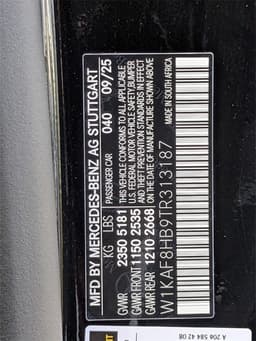 MFD BY MERCEDES-BENZ AG STUTTGART
PASSENGER CAR 040 09/25
KG LBS
GVWR 2350 5181
GAWR FRONT 1150 2535
GAWR REAR 1210 2668
THIS VEHICLE CONFORMS TO ALL APPLICABLE
U.S. FEDERAL MOTOR VEHICLE SAFETY, BUMPER
AND THEFT PREVENTION STANDARDS IN EFFECT
ON THE DATE OF MANUFACTURE SHOWN ABOVE
W1KAF8HB9TR313187
MADE IN SOUTH AFRICA
A 206 584 42 08